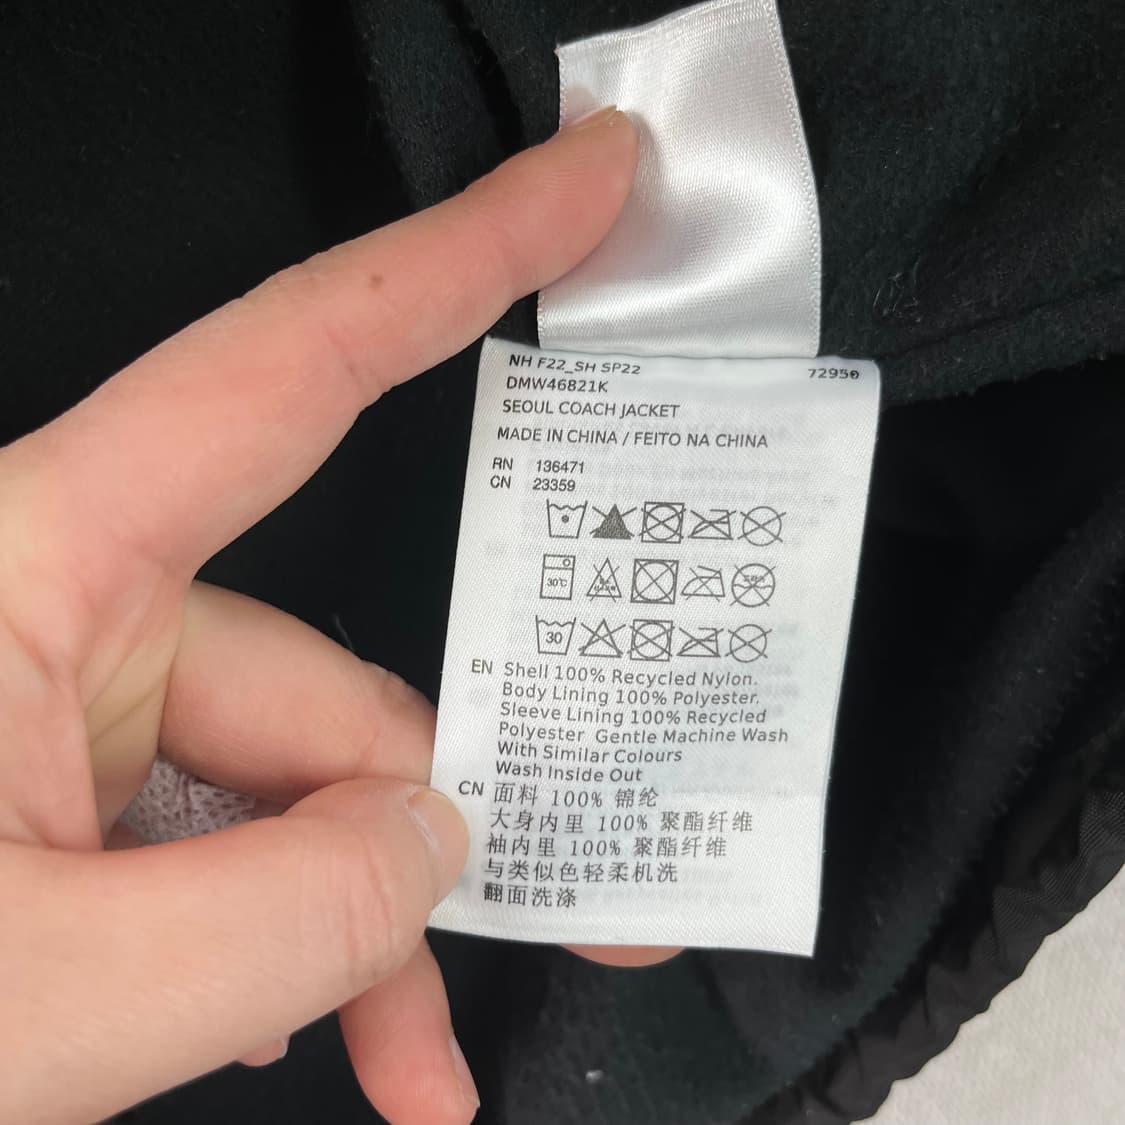 NH F22_SH SP22 72950
DMW46821K
SEOUL COACH JACKET
MADE IN CHINA / FEITO NA CHINA
RN 136471
CN 23359
30℃
30
EN Shell 100% Recycled Nylon.
Body Lining 100% Polyester.
Sleeve Lining 100% Recycled
Polyester Gentle Machine Wash
With Similar Colours
Wash Inside Out
CN 面料 100% 锦纶
大身内里 100% 聚酯纤维
袖内里 100% 聚酯纤维
与类似色轻柔机洗
翻面洗涤